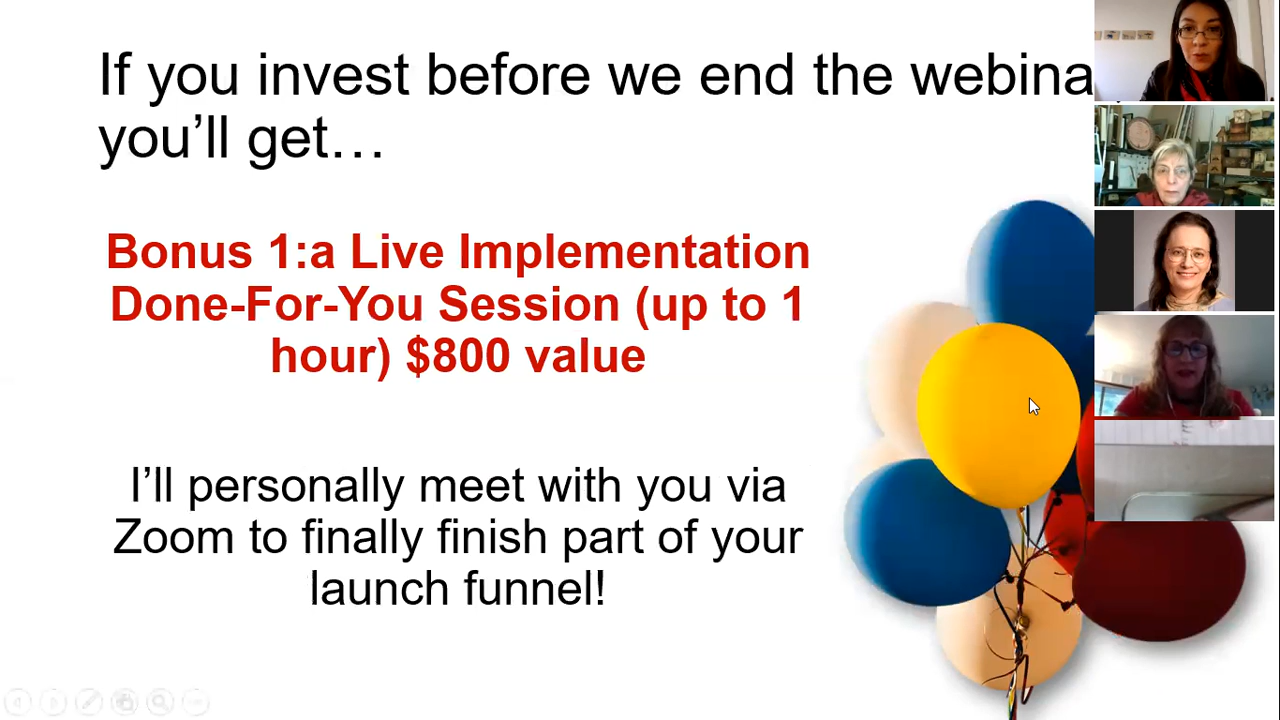 If you invest before we end the webina
you’ll get…
Bonus 1:a Live Implementation
Done-For-You Session (up to 1
hour) $800 value
I’ll personally meet with you via
Zoom to finally finish part of your
launch funnel!